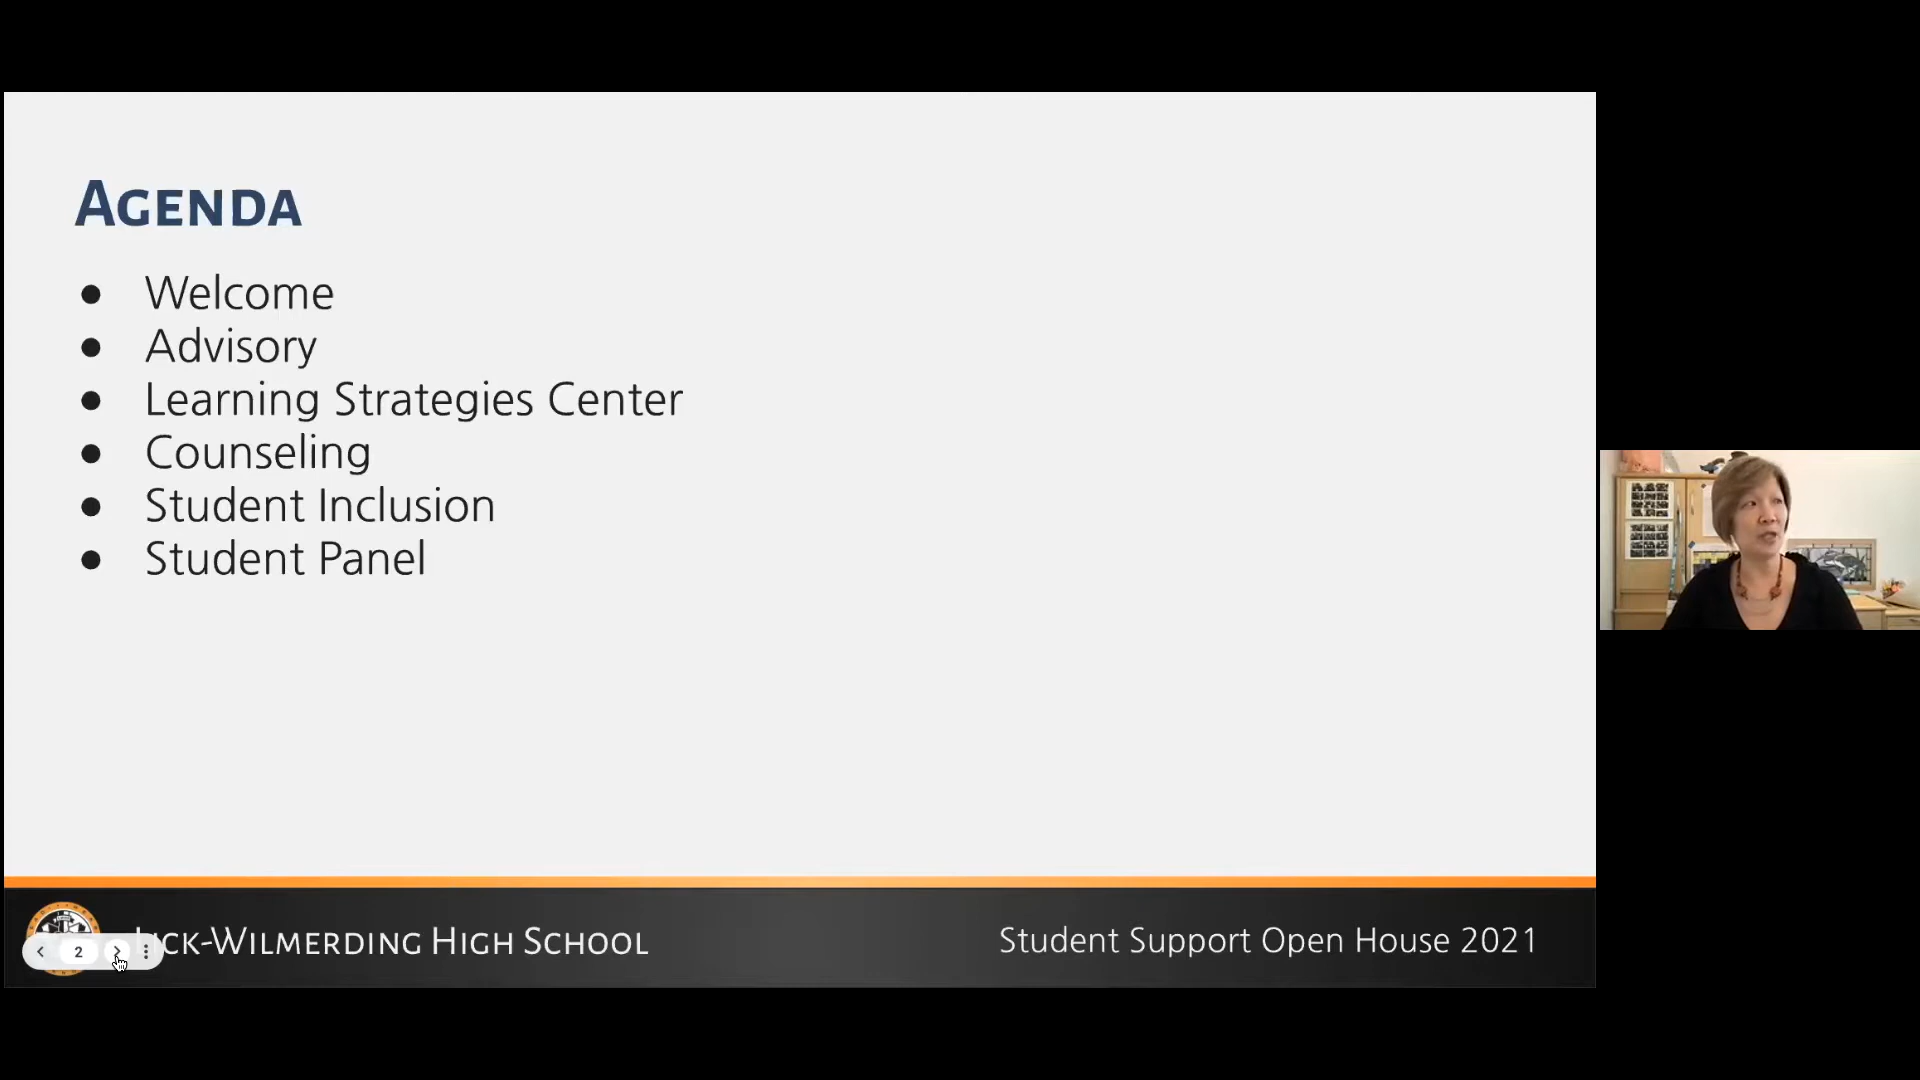 Agenda
● Welcome
● Advisory
● Learning Strategies Center
● Counseling
● Student Inclusion
● Student Panel
2
ick-Wilmerding High School
Student Support Open House 2021